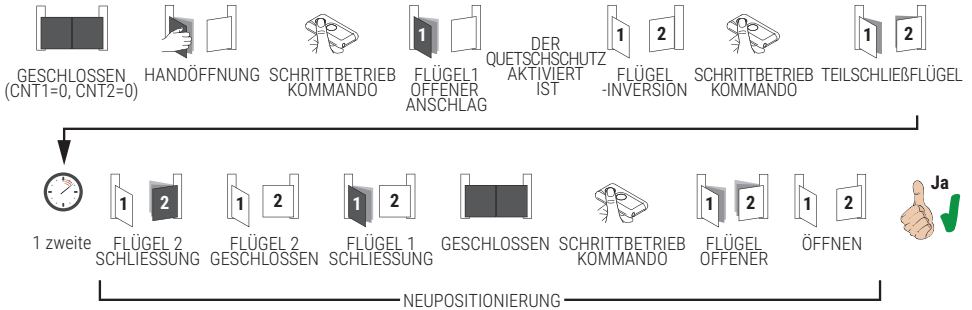 GESCHLOSSEN
(CNT1=0, CNT2=0)
HANDÖFFNUNG
SCHRITTBETRIEB
KOMMANDO
1
FLÜGEL1
OFFENER
ANSCHLAG
DER
QUETSCHSCHUTZ
AKTIVIERT
IST
1 2
FLÜGEL
-INVERSION
SCHRITTBETRIEB
KOMMANDO
1 2
TEILSCHLIEẞFLÜGEL
1 zweite
1 2
FLÜGEL 2
SCHLIESSUNG
1 2
FLÜGEL 2
GESCHLOSSEN
1 2
FLÜGEL 1
SCHLIESSUNG
GESCHLOSSEN
SCHRITTBETRIEB
KOMMANDO
1 2
FLÜGEL
OFFENER
1 2
ÖFFNEN
Ja
NEUPOSITIONIERUNG